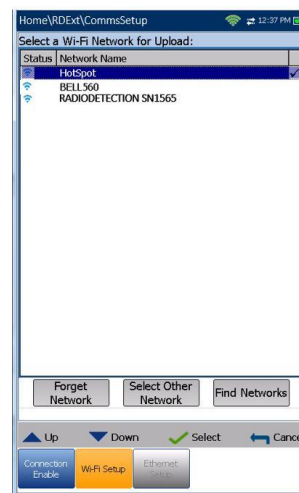 Home\RDExt\CommsSetup 12:37 PM
Select a Wi-Fi Network for Upload:
Status Network Name
HotSpot
BELL560
RADIODETECTION SN1565
Forget Network Select Other Network Find Networks
Up Down Select Cance
Connection Enable Wi-Fi Setup Ethernet Setup